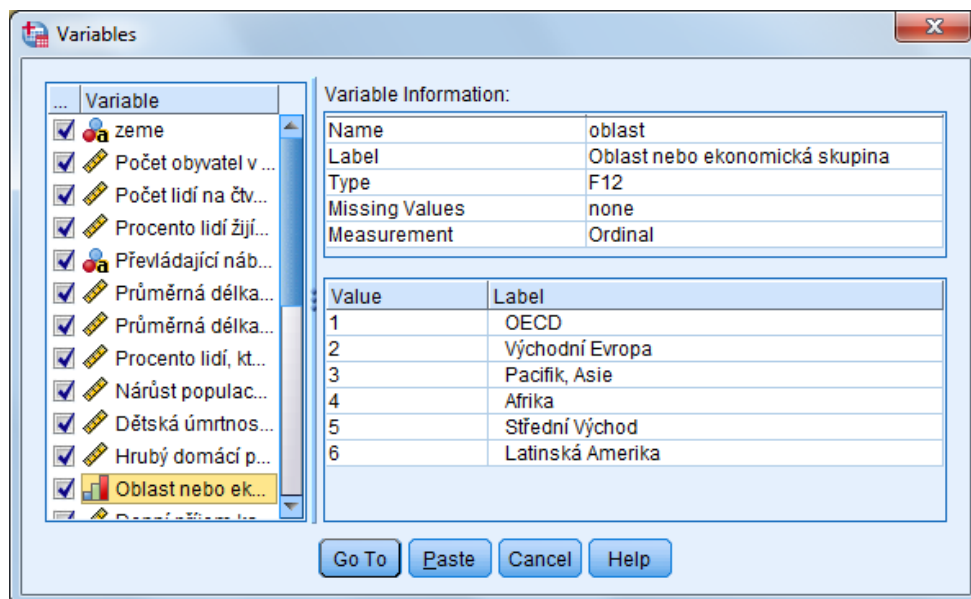 Variables
... Variable
zeme
Počet obyvatel v ...
Počet lidí na čtv...
Procento lidí žijí...
Převládající náb...
Průměrná délka...
Průměrná délka...
Procento lidí, kt...
Nárůst populac...
Dětská úmrtnos...
Hrubý domácí p...
Oblast nebo ek...
Variable Information:
Name oblast
Label Oblast nebo ekonomická skupina
Type F12
Missing Values none
Measurement Ordinal
Value Label
1 OECD
2 Východní Evropa
3 Pacifik, Asie
4 Afrika
5 Střední Východ
6 Latinská Amerika
Go To Paste Cancel Help